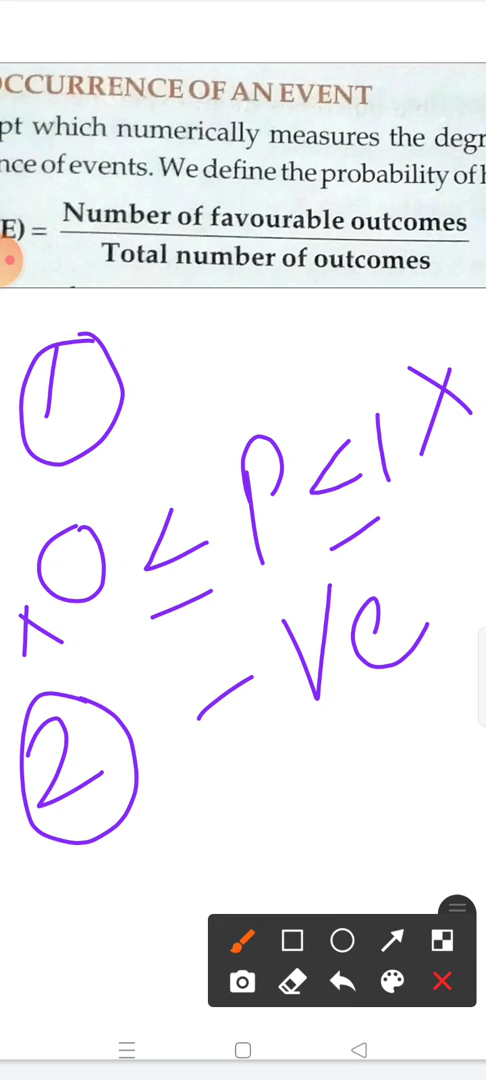 OCCURRENCE OF AN EVENT
pt which numerically measures the degr
nce of events. We define the probability of h
E) = Number of favourable outcomes
Total number of outcomes
1
0 ≤ P ≤ 1 X
X
- ve
2